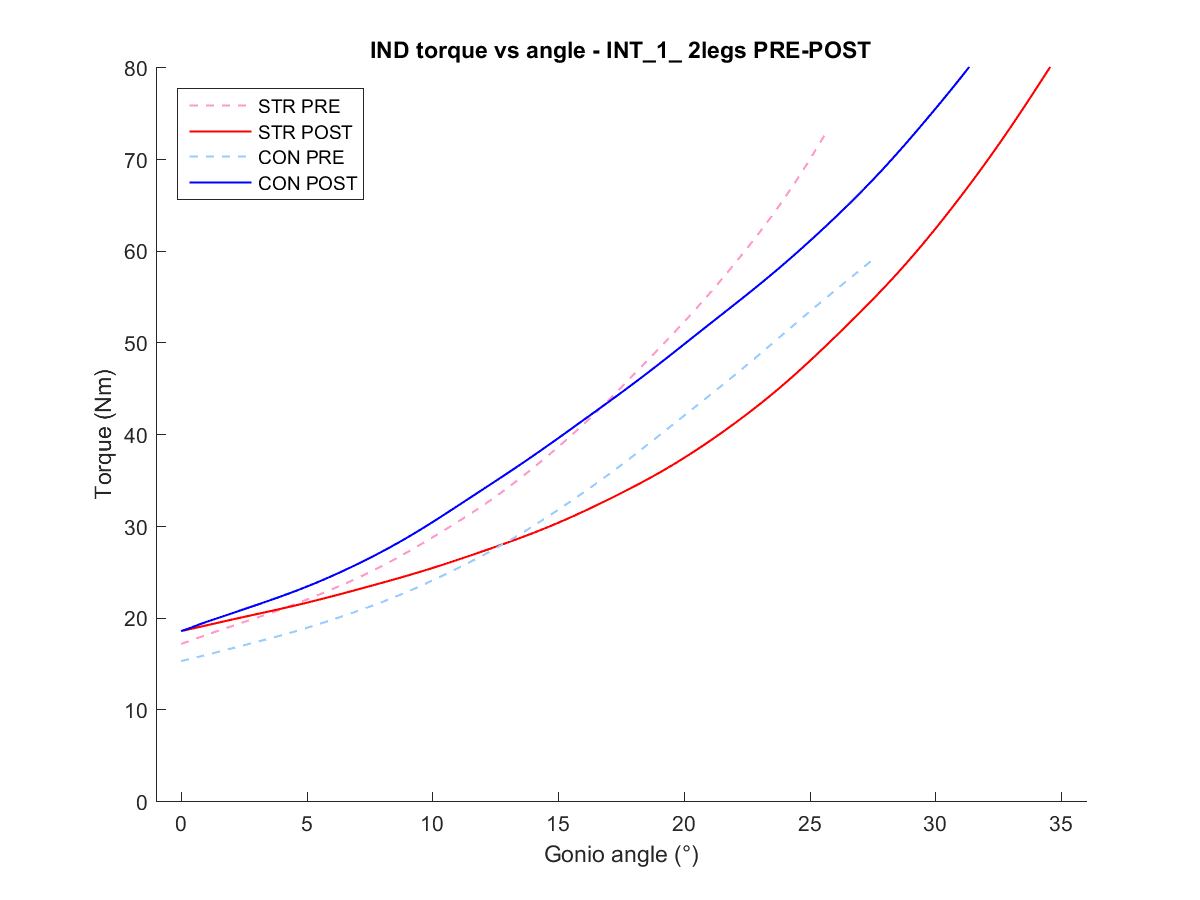 IND torque vs angle - INT_1_ 2legs PRE-POST
80
70
60
50
40
30
20
10
0
STR PRE
STR POST
CON PRE
CON POST
Torque (Nm)
0 5 10 15 20 25 30 35
Gonio angle (°)